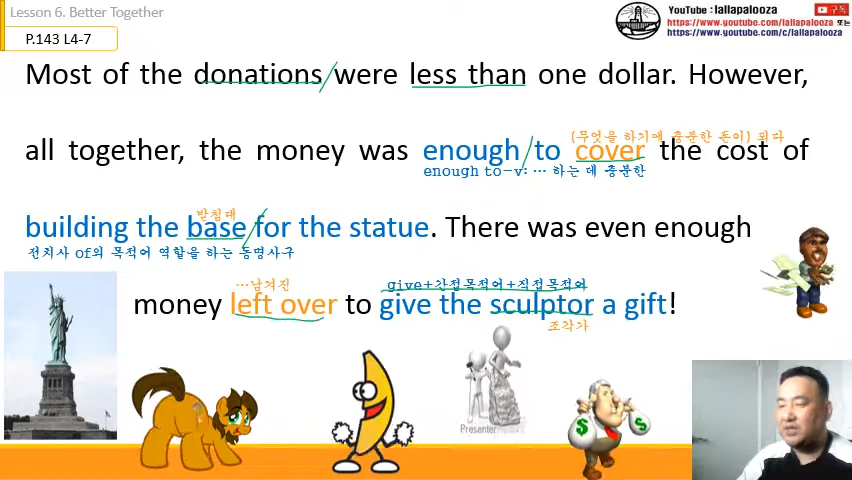 Lesson 6. Better Together
P.143 L4-7
YouTube : lallapalooza
구독
https://www.youtube.com/lallapalooza 또는
https://www.youtube.com/c/lallapalooza
Most of the donations were less than one dollar. However,
(무엇을 하기에 충분한 돈이) 되다
all together, the money was enough to cover the cost of
enough to-v: … 하는 데 충분한
받침대
building the base for the statue. There was even enough
전치사 of의 목적어 역할을 하는 동명사구
…남겨진
give+간접목적어+직접목적어
money left over to give the sculptor a gift!
조각가
Presenter
$ $